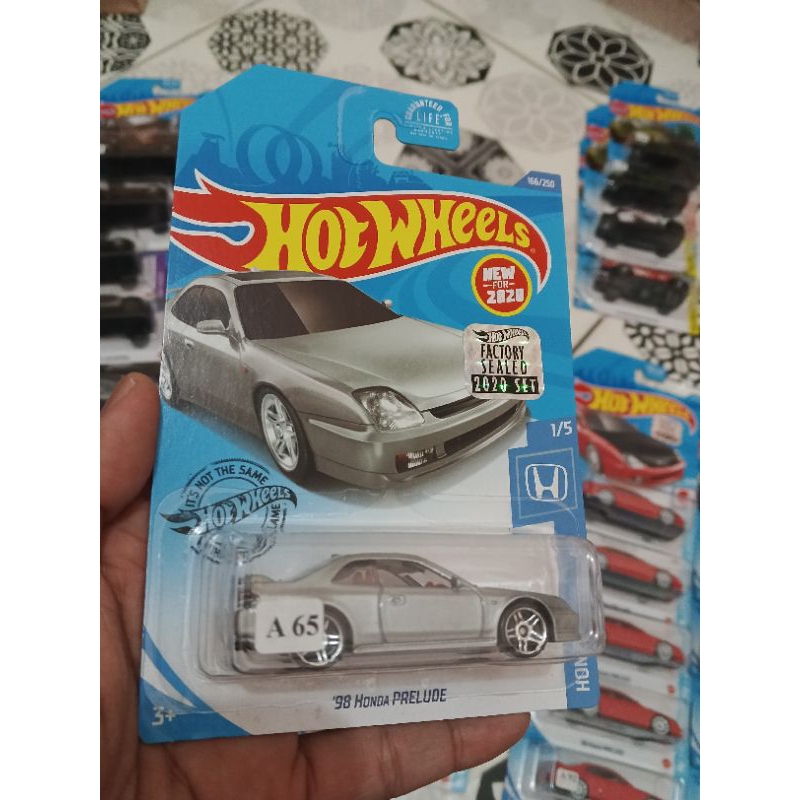 GUARANTEED FOR
LIFE
166/250
HOT WHEELS
NEW
FOR
2020
HOT WHEELS
FACTORY
SEALED
2020 SET
1/5
IT'S NOT THE SAME
HOT WHEELS
A 65
HON
'98 HONDA PRELUDE
3+
HOT WHEELS